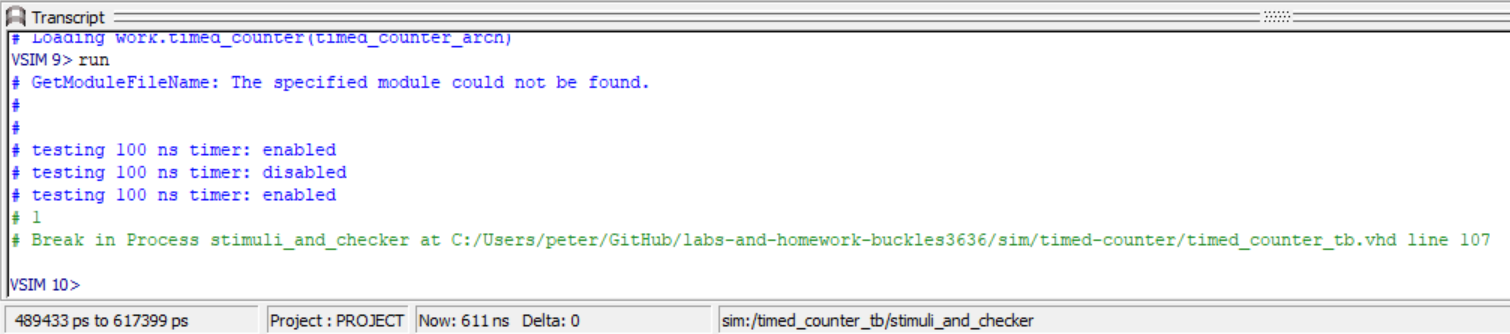 Transcript
# Loading work.timed_counter(timed_counter_arch)
VSIM 9> run
# GetModuleFileName: The specified module could not be found.
#
#
# testing 100 ns timer: enabled
# testing 100 ns timer: disabled
# testing 100 ns timer: enabled
# 1
# Break in Process stimuli_and_checker at C:/Users/peter/GitHub/labs-and-homework-buckles3636/sim/timed-counter/timed_counter_tb.vhd line 107
VSIM 10>
489433 ps to 617399 ps Project : PROJECT Now: 611 ns Delta: 0 sim:/timed_counter_tb/stimuli_and_checker